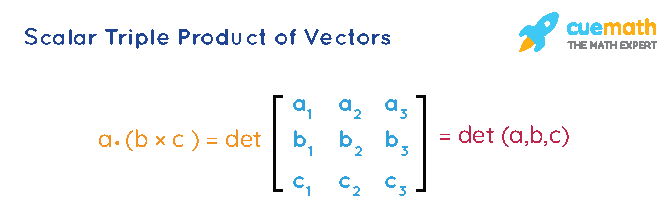 Scalar Triple Product of Vectors
cuemath
THE MATH EXPERT
a₁ a₂ a₃
a·(b × c ) = det b₁ b₂ b₃ = det (a,b,c)
c₁ c₂ c₃